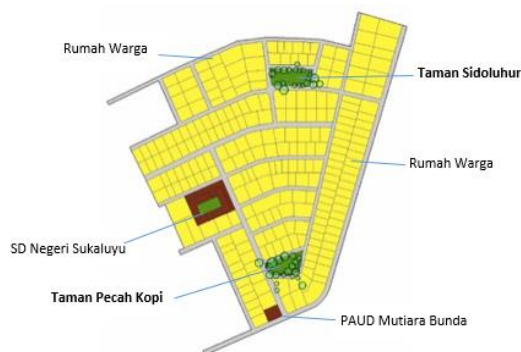 Rumah Warga
Taman Sidoluhur
Rumah Warga
SD Negeri Sukaluyu
Taman Pecah Kopi
PAUD Mutiara Bunda